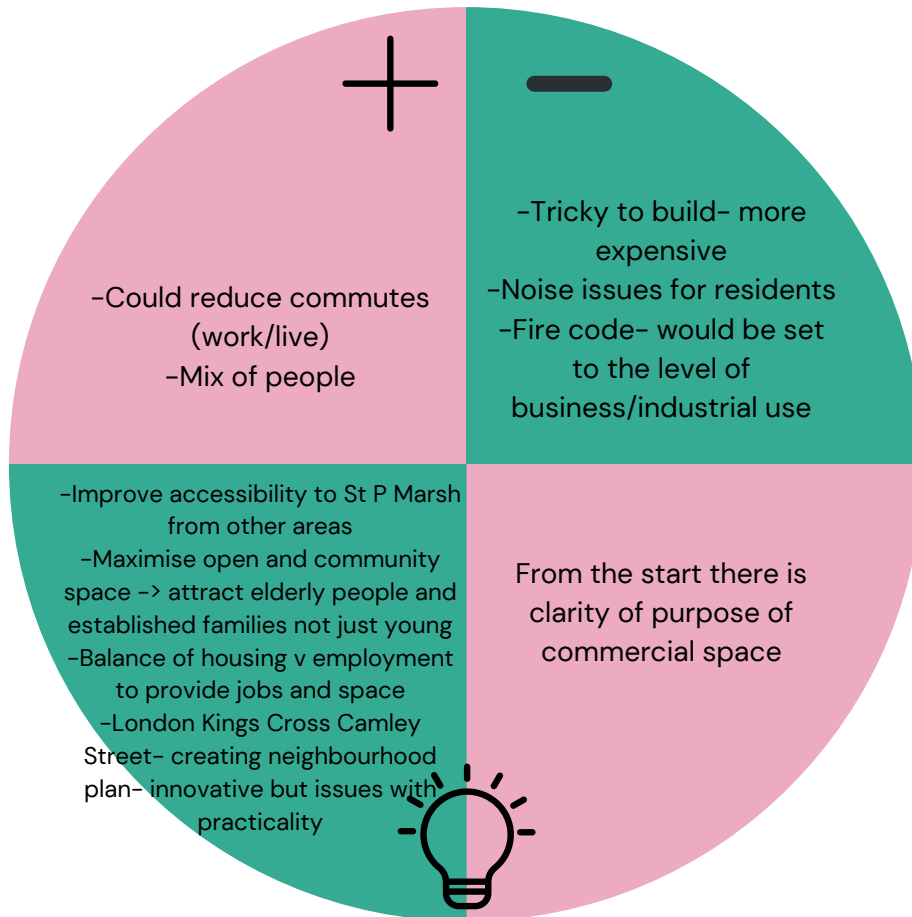 -Could reduce commutes
(work/live)
-Mix of people
-Tricky to build- more
expensive
-Noise issues for residents
-Fire code- would be set
to the level of
business/industrial use
-Improve accessibility to St P Marsh
from other areas
-Maximise open and community
space -> attract elderly people and
established families not just young
-Balance of housing v employment
to provide jobs and space
-London Kings Cross Camley
Street- creating neighbourhood
plan- innovative but issues with
practicality
From the start there is
clarity of purpose of
commercial space